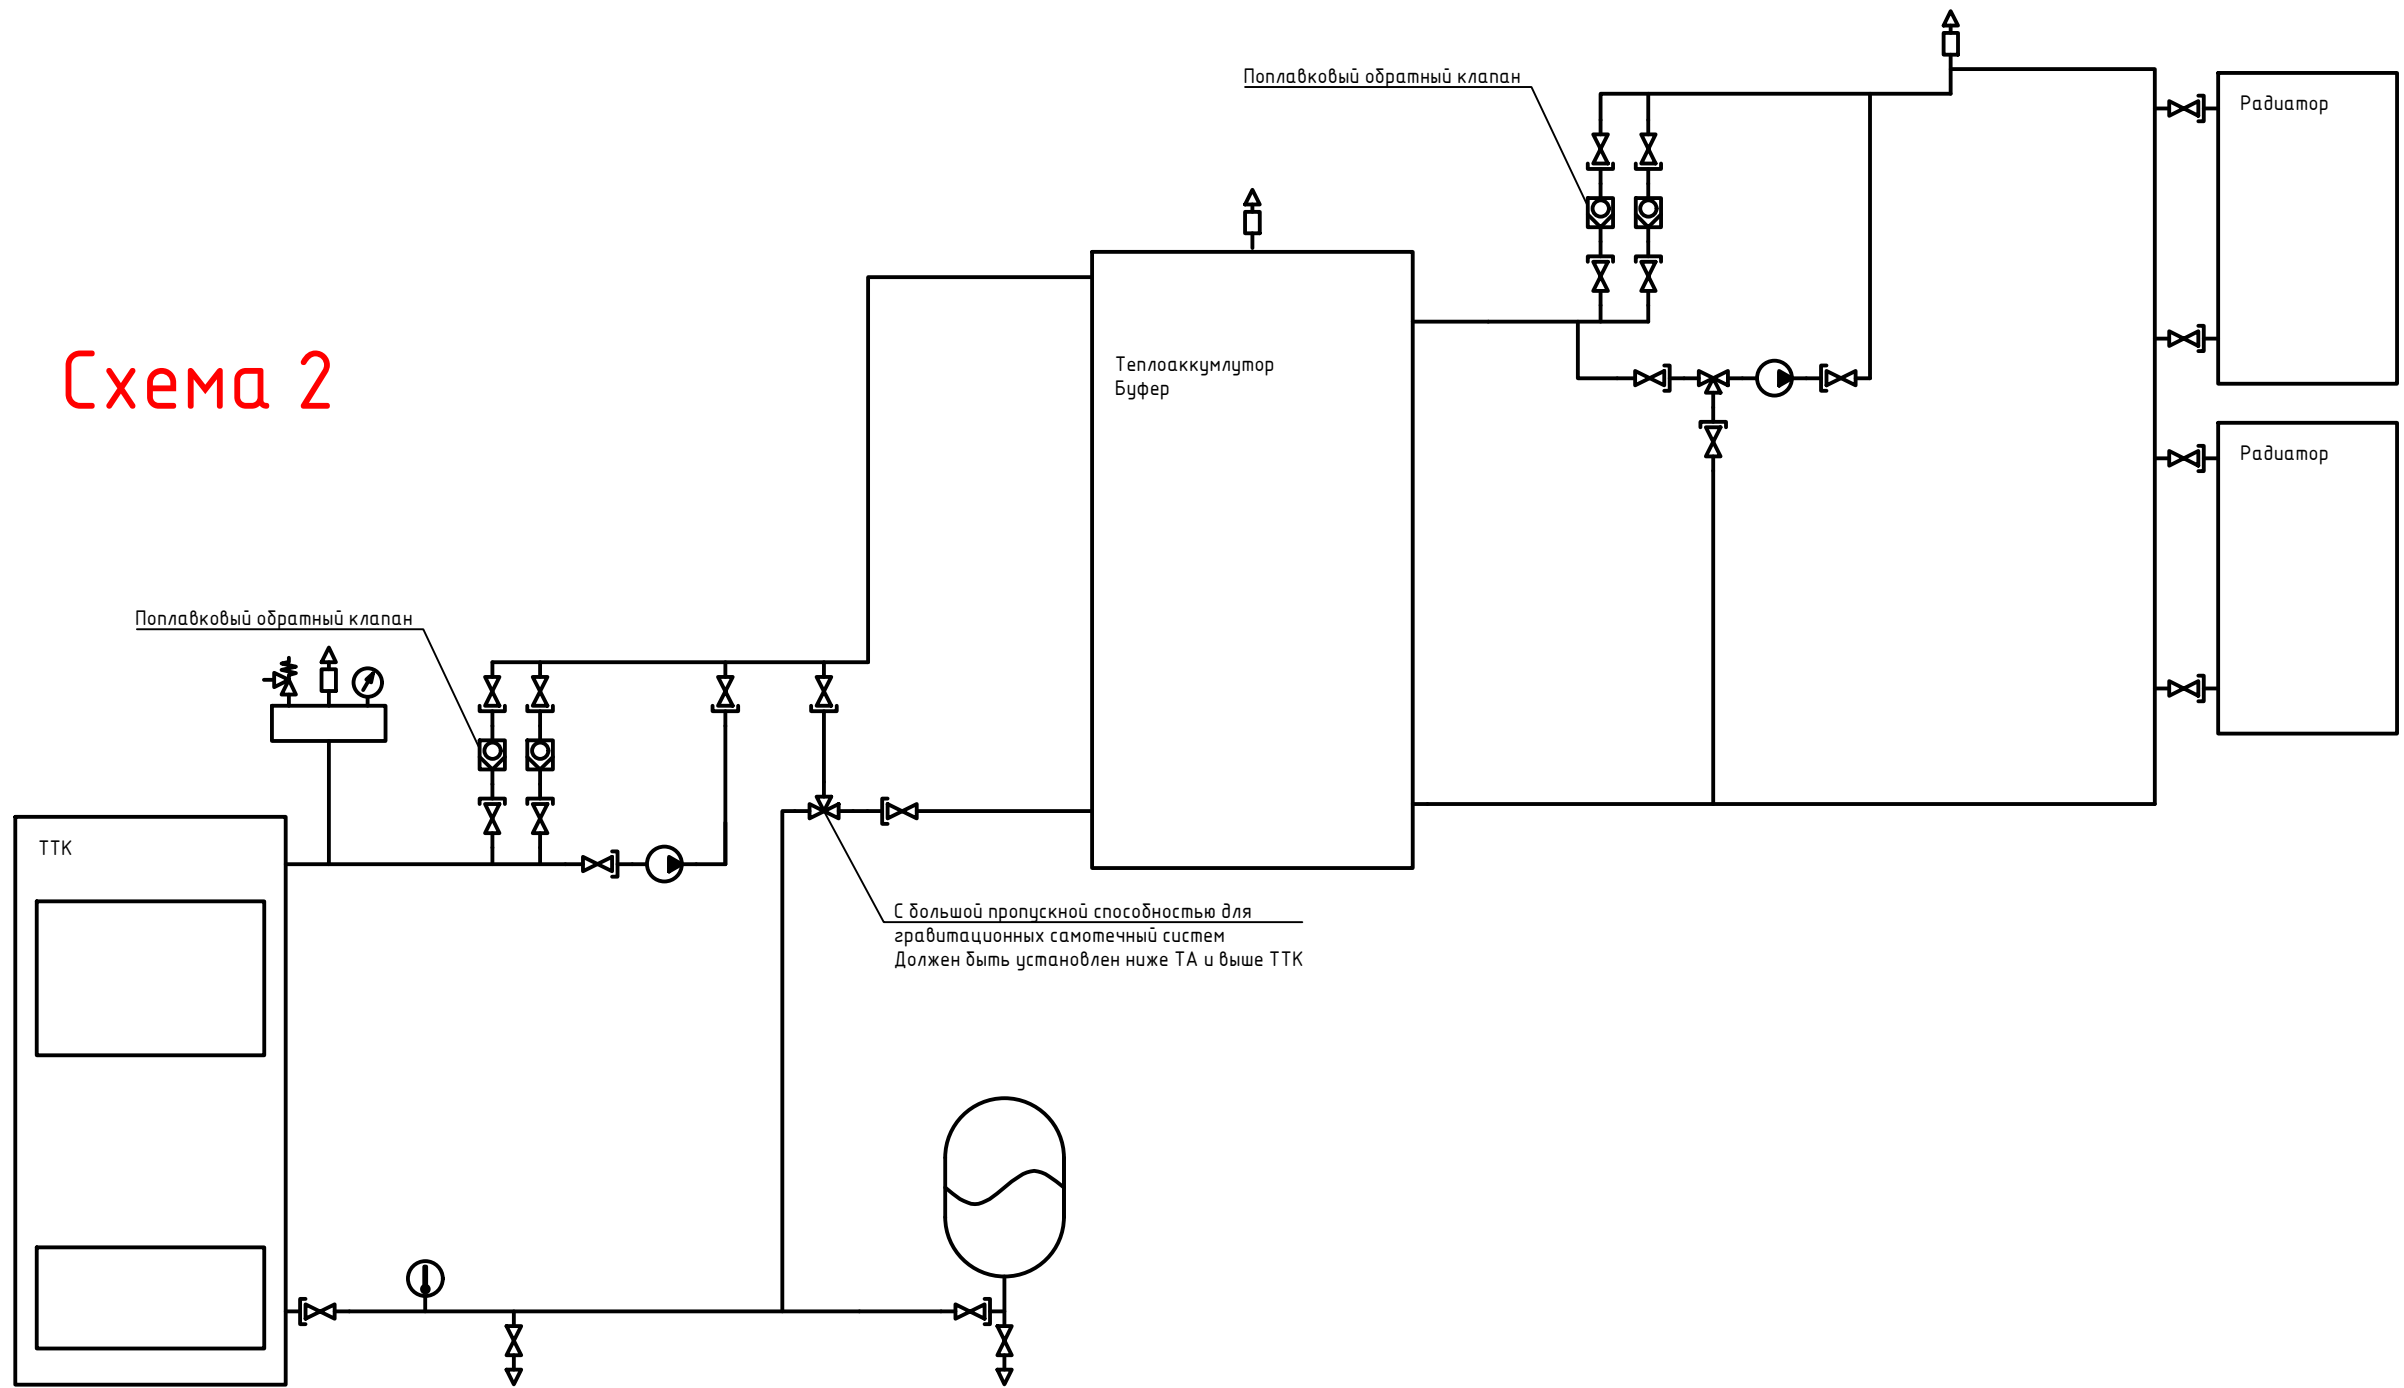 Поплавковый обратный клапан
Радиатор
Схема 2
Теплоаккумлутор
Буфер
Радиатор
Поплавковый обратный клапан
ТТК
С большой пропускной способностью для
гравитационных самотечный систем
Должен быть установлен ниже ТА и выше ТТК